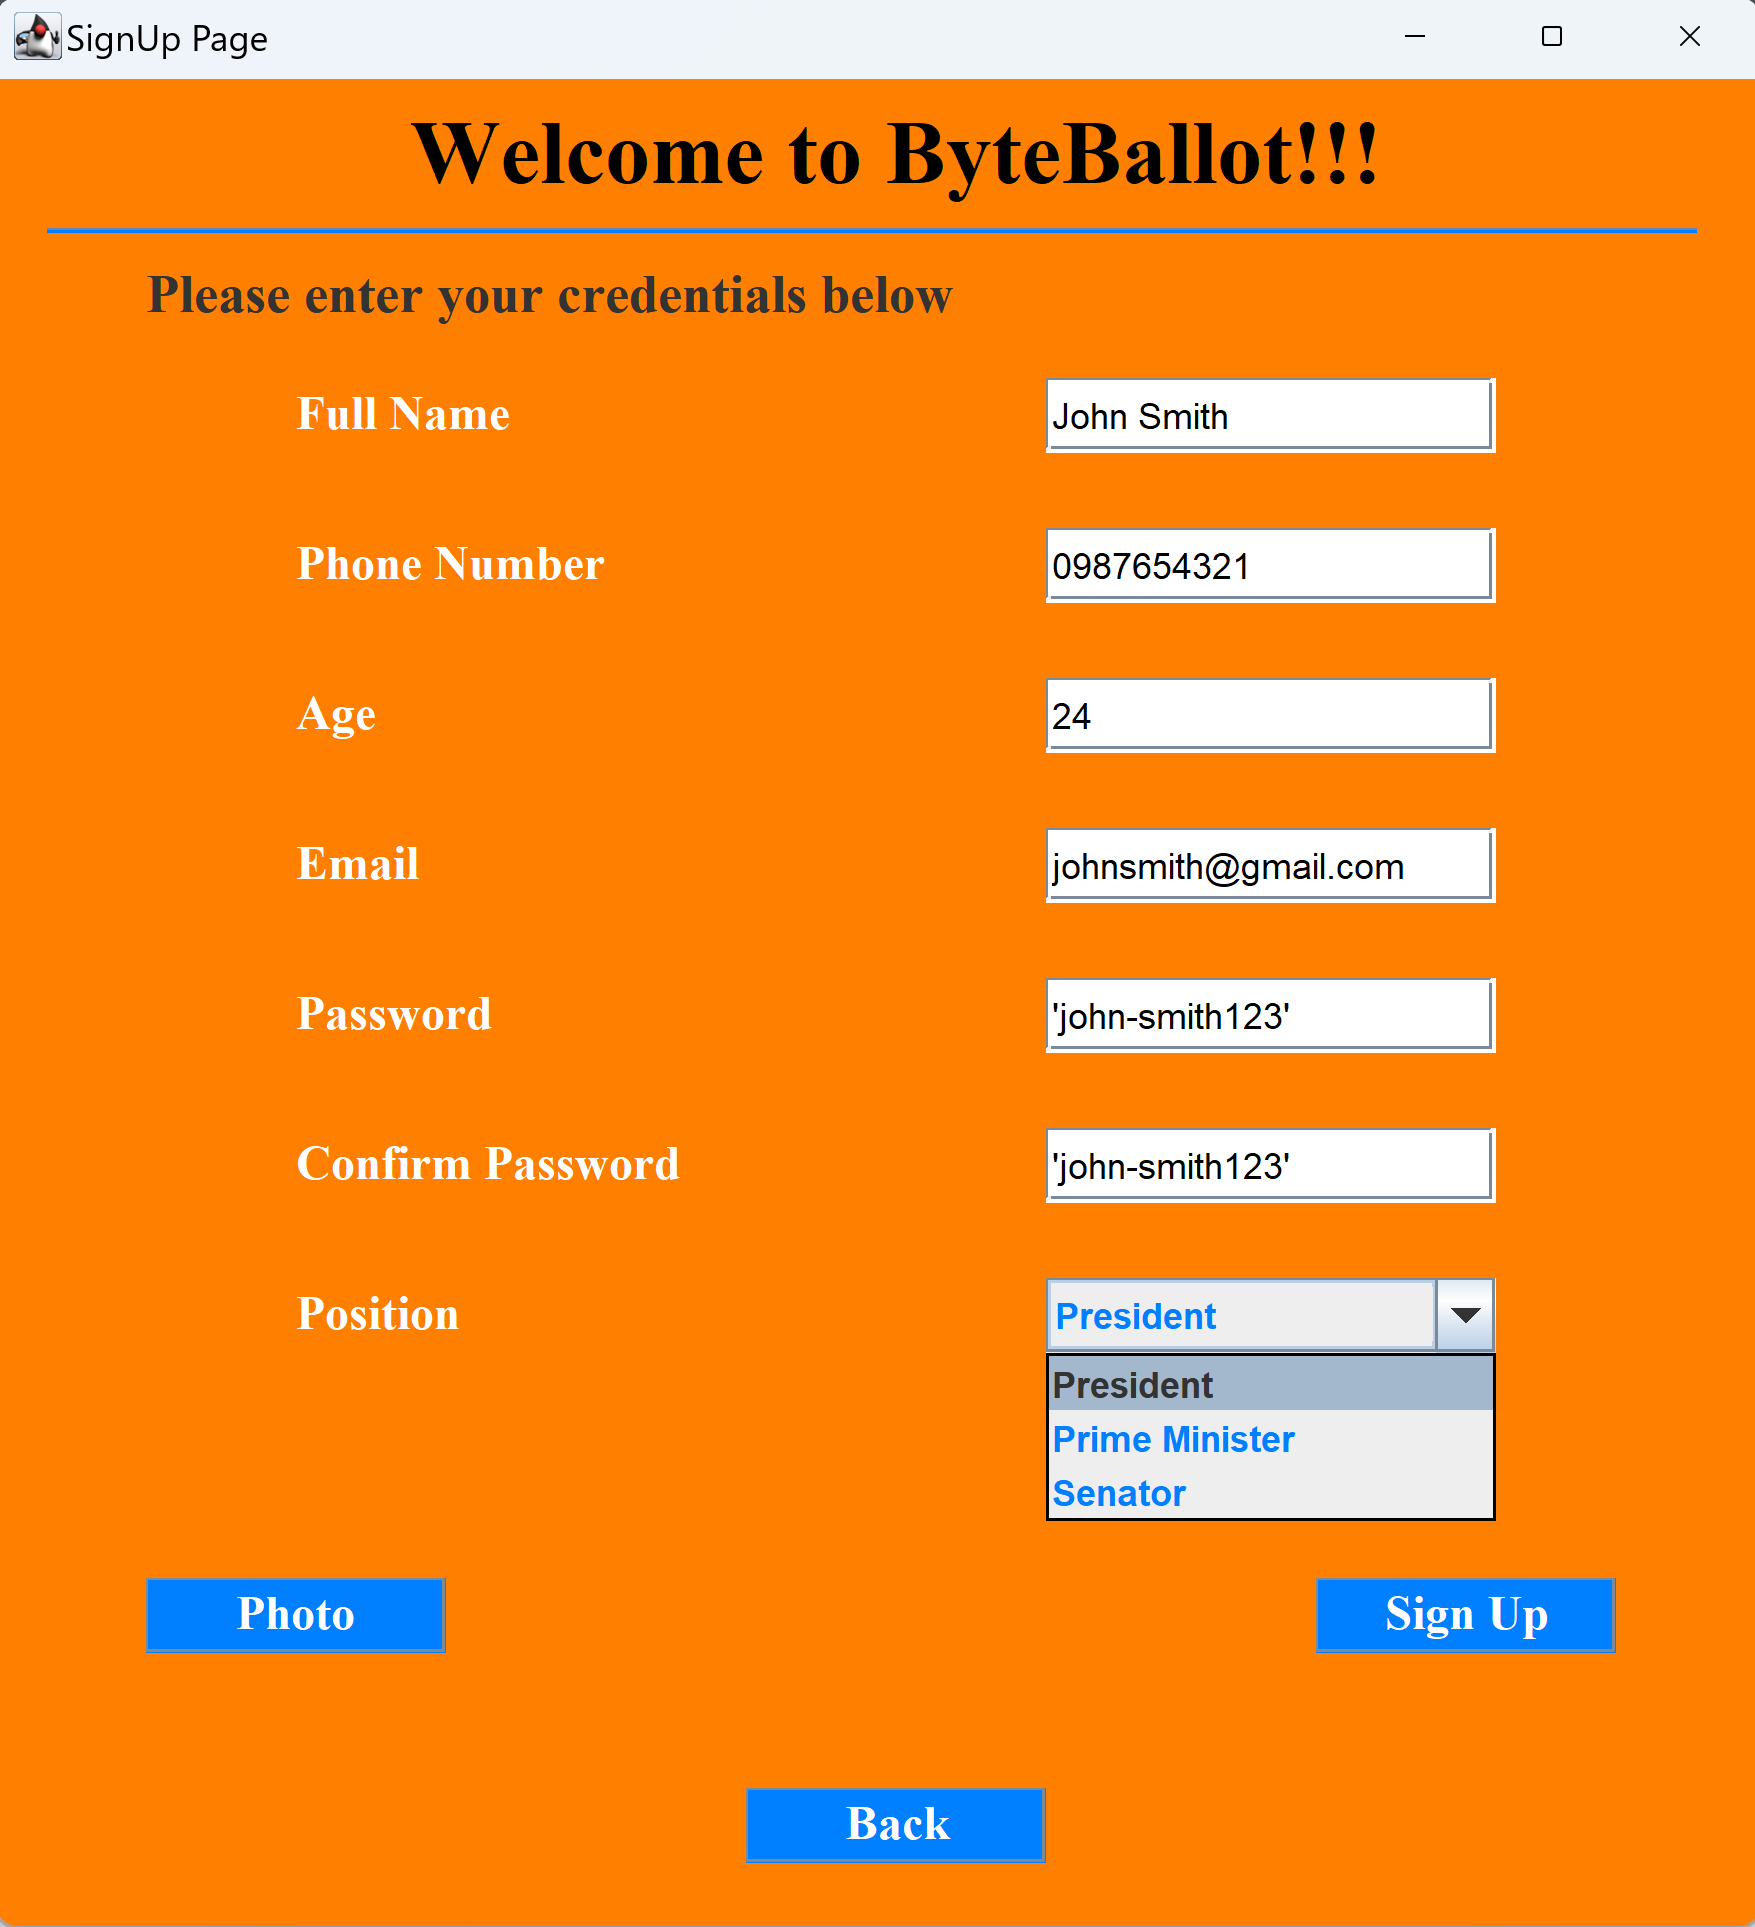 SignUp Page
Welcome to ByteBallot!!!
Please enter your credentials below
Full Name John Smith
Phone Number 0987654321
Age 24
Email johnsmith@gmail.com
Password 'john-smith123'
Confirm Password 'john-smith123'
Position President
President
Prime Minister
Senator
Photo Sign Up
Back